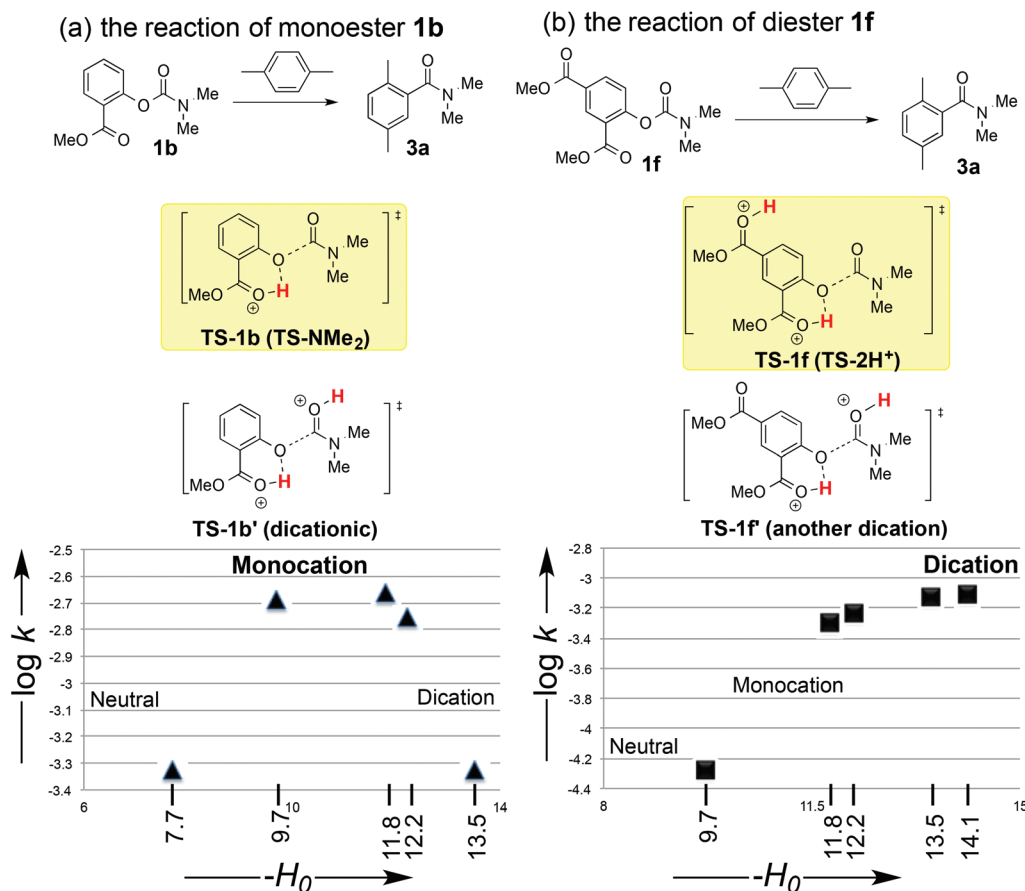 (a) the reaction of monoester 1b
O
O
N
Me
Me
MeO
O
1b
O
N
Me
Me
3a
‡
O
O
N
Me
Me
H
MeO
O
⊕
TS-1b (TS-NMe₂)
⊕
H
O
‡
O
N
Me
Me
H
MeO
O
⊕
TS-1b' (dicationic)
Monocation
Neutral
Dication
log k
-2.5
-2.6
-2.7
-2.8
-2.9
-3
-3.1
-3.2
-3.3
-3.4
6
10
14
7.7
9.7
11.8
12.2
13.5
-H₀
(b) the reaction of diester 1f
O
MeO
O
O
N
Me
Me
MeO
O
1f
O
N
Me
Me
3a
⊕
H
O
‡
MeO
O
O
N
Me
Me
H
MeO
O
⊕
TS-1f (TS-2H⁺)
O
⊕
H
O
‡
MeO
O
N
Me
Me
H
MeO
O
⊕
TS-1f' (another dication)
Dication
Monocation
Neutral
log k
-2.8
-3
-3.2
-3.4
-3.6
-3.8
-4
-4.2
-4.4
8
11.5
15
9.7
11.8
12.2
13.5
14.1
-H₀